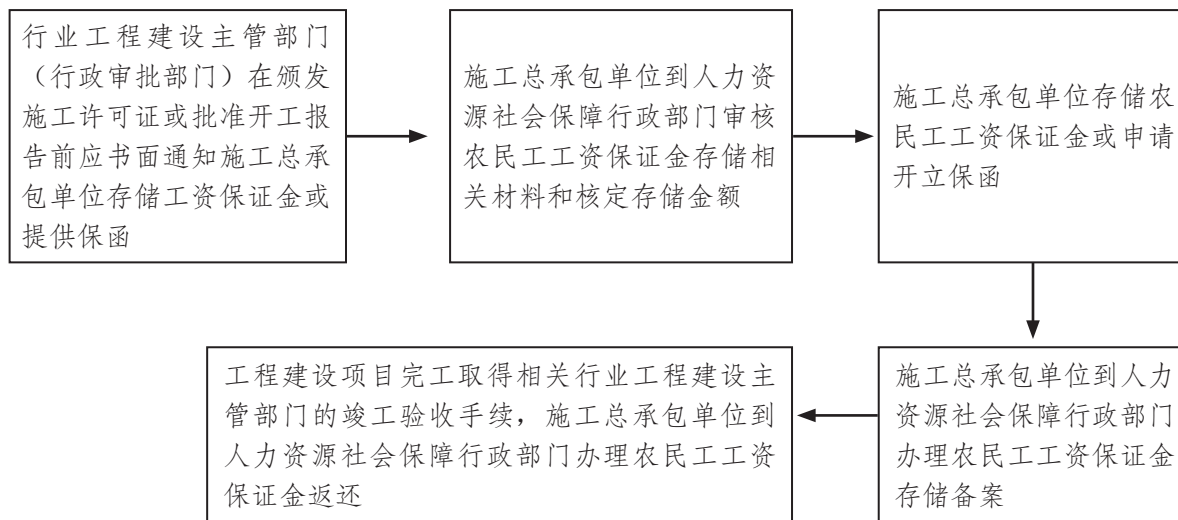 行业工程建设主管部门
（行政审批部门）在颁发
施工许可证或批准开工报
告前应书面通知施工总承
包单位存储工资保证金或
提供保函
施工总承包单位到人力资
源社会保障行政部门审核
农民工工资保证金存储相
关材料和核定存储金额
施工总承包单位存储农
民工工资保证金或申请
开立保函
施工总承包单位到人力
资源社会保障行政部门
办理农民工工资保证金
存储备案
工程建设项目完工取得相关行业工程建设主
管部门的竣工验收手续，施工总承包单位到
人力资源社会保障行政部门办理农民工工资
保证金返还